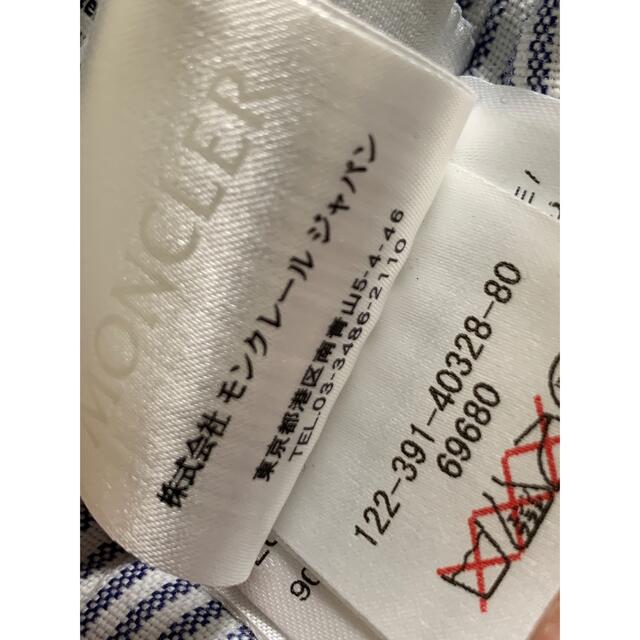 MONCLER
株式会社 モンクレール ジャパン
東京都港区南青山5-4-46
TEL.03-3486-2110
122-391-40328-80
69680
90